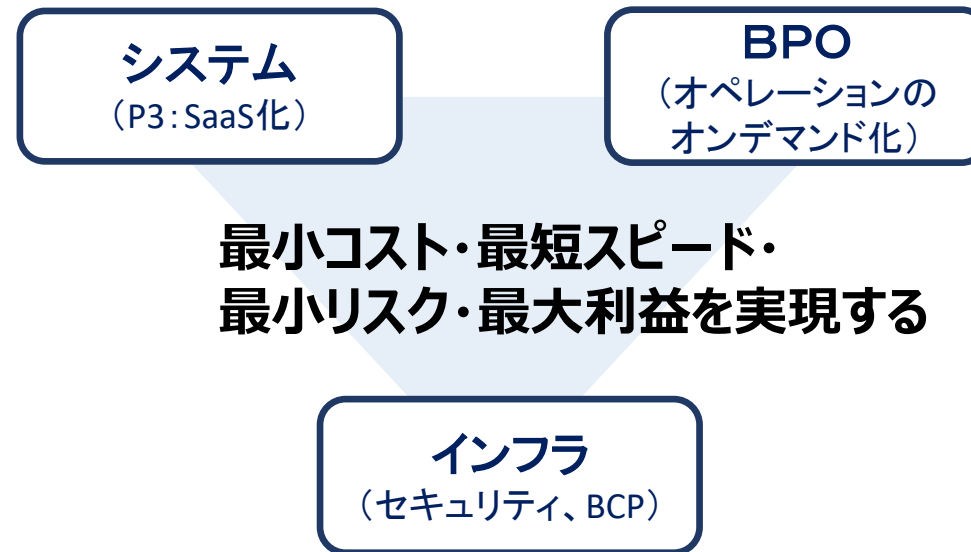 システム
（P3：SaaS化）
BPO
（オペレーションの
オンデマンド化）
最小コスト・最短スピード・
最小リスク・最大利益を実現する
インフラ
（セキュリティ、BCP）